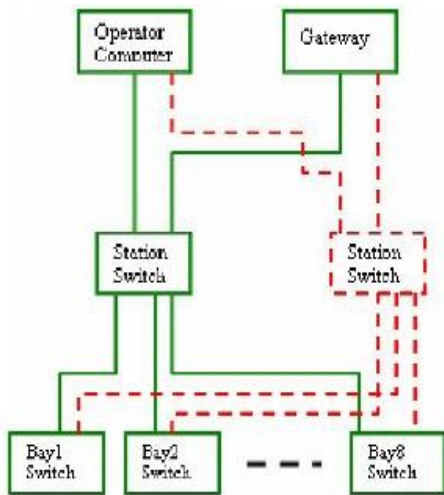 Operator
Computer
Gateway
Station
Switch
Station
Switch
Bay1
Switch
Bay2
Switch
Bay8
Switch